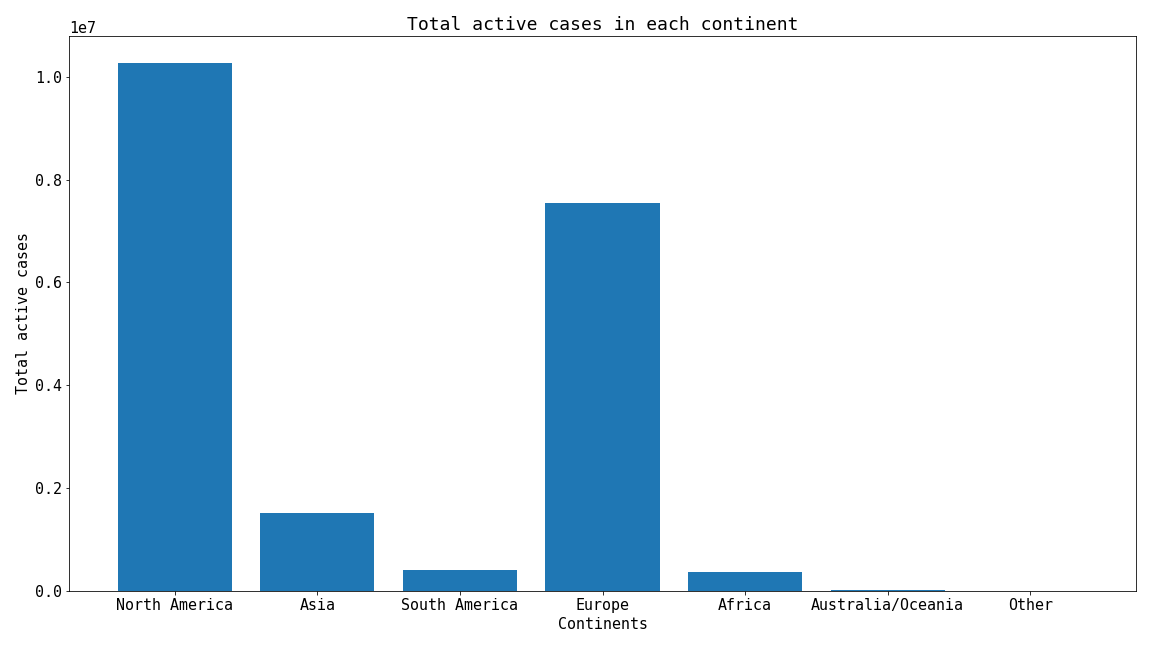 Total active cases in each continent
1e7
1.0
0.8
0.6
0.4
0.2
0.0
Total active cases
North America Asia South America Europe Africa Australia/Oceania Other
Continents